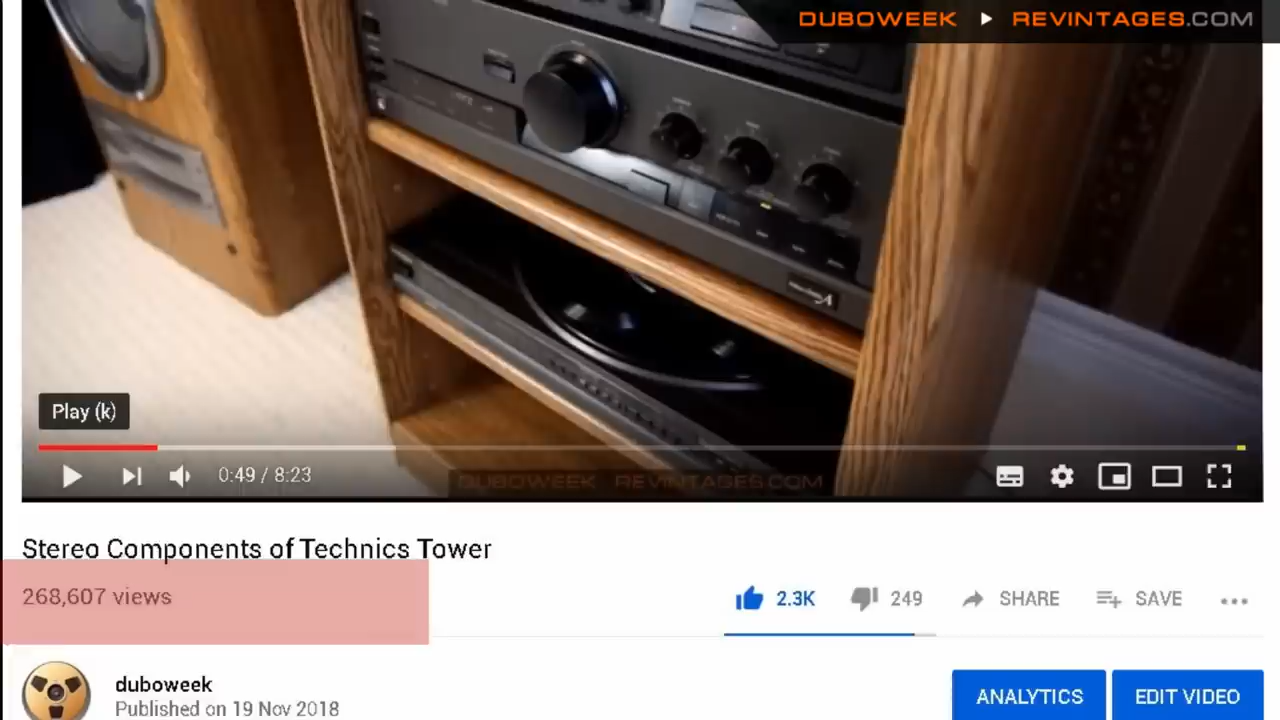 DUBOWEEK ▶ REVINTAGES.COM
Play (k)
0:49 / 8:23
DUBOWEEK REVINTAGES.COM
Stereo Components of Technics Tower
268,607 views
2.3K 249 SHARE SAVE
duboweek
Published on 19 Nov 2018
ANALYTICS EDIT VIDEO